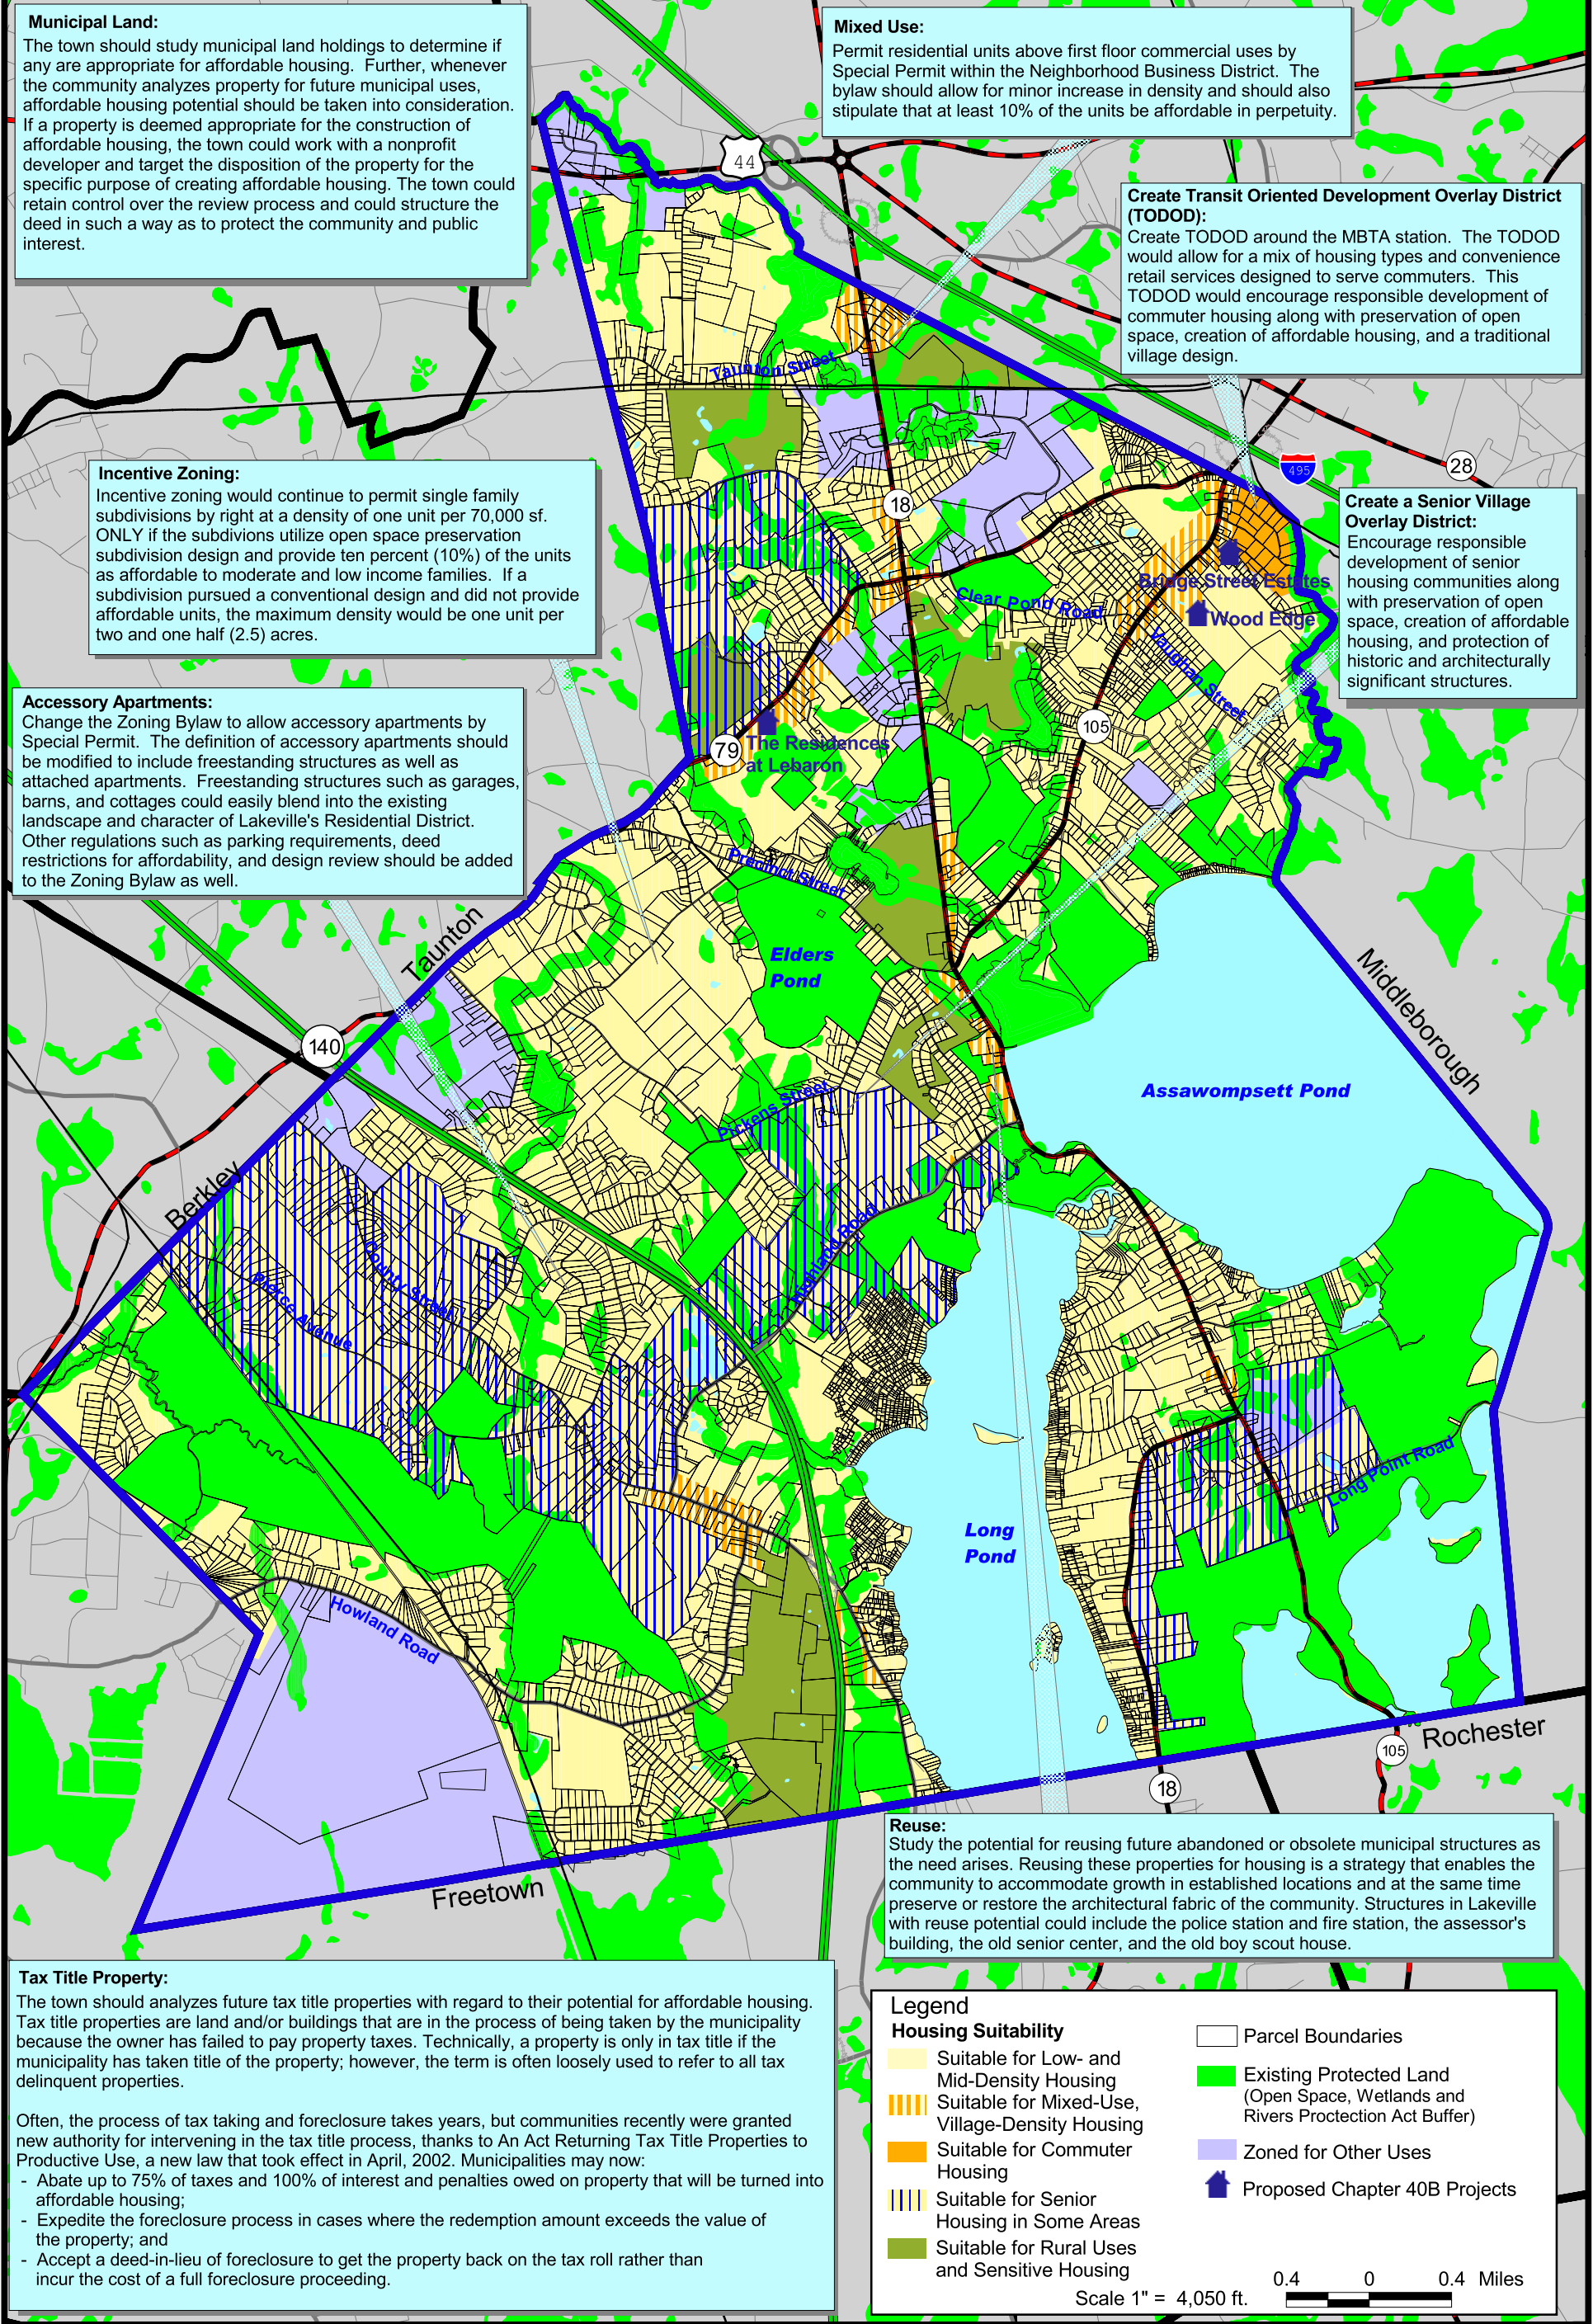 Municipal Land:
The town should study municipal land holdings to determine if
any are appropriate for affordable housing.  Further, whenever
the community analyzes property for future municipal uses,
affordable housing potential should be taken into consideration.
If a property is deemed appropriate for the construction of
affordable housing, the town could work with a nonprofit
developer and target the disposition of the property for the
specific purpose of creating affordable housing. The town could
retain control over the review process and could structure the
deed in such a way as to protect the community and public
interest.
Mixed Use:
Permit residential units above first floor commercial uses by
Special Permit within the Neighborhood Business District.  The
bylaw should allow for minor increase in density and should also
stipulate that at least 10% of the units be affordable in perpetuity.
44
Create Transit Oriented Development Overlay District
(TODOD):
Create TODOD around the MBTA station.  The TODOD
would allow for a mix of housing types and convenience
retail services designed to serve commuters.  This
TODOD would encourage responsible development of
commuter housing along with preservation of open
space, creation of affordable housing, and a traditional
village design.
Taunton Street
Incentive Zoning:
Incentive zoning would continue to permit single family
subdivisions by right at a density of one unit per 70,000 sf.
ONLY if the subdivions utilize open space preservation
subdivision design and provide ten percent (10%) of the units
as affordable to moderate and low income families.  If a
subdivision pursued a conventional design and did not provide
affordable units, the maximum density would be one unit per
two and one half (2.5) acres.
18
495
28
Create a Senior Village
Overlay District:
Encourage responsible
development of senior
housing communities along
with preservation of open
space, creation of affordable
housing, and protection of
historic and architecturally
significant structures.
Bridge Street Estates
Clear Pond Road
Wood Edge
Vaughan Street
Accessory Apartments:
Change the Zoning Bylaw to allow accessory apartments by
Special Permit.  The definition of accessory apartments should
be modified to include freestanding structures as well as
attached apartments.  Freestanding structures such as garages,
barns, and cottages could easily blend into the existing
landscape and character of Lakeville's Residential District.
Other regulations such as parking requirements, deed
restrictions for affordability, and design review should be added
to the Zoning Bylaw as well.
105
79
The Residences
at Lebaron
Precinct Street
Taunton
Elders
Pond
Middleborough
140
Assawompsett Pond
Pickens Street
Berkley
Highland Road
County Street
Pierce Avenue
Long Point Road
Long
Pond
Howland Road
Rochester
105
18
Freetown
Reuse:
Study the potential for reusing future abandoned or obsolete municipal structures as
the need arises. Reusing these properties for housing is a strategy that enables the
community to accommodate growth in established locations and at the same time
preserve or restore the architectural fabric of the community. Structures in Lakeville
with reuse potential could include the police station and fire station, the assessor's
building, the old senior center, and the old boy scout house.
Tax Title Property:
The town should analyzes future tax title properties with regard to their potential for affordable housing.
Tax title properties are land and/or buildings that are in the process of being taken by the municipality
because the owner has failed to pay property taxes. Technically, a property is only in tax title if the
municipality has taken title of the property; however, the term is often loosely used to refer to all tax
delinquent properties.
Often, the process of tax taking and foreclosure takes years, but communities recently were granted
new authority for intervening in the tax title process, thanks to An Act Returning Tax Title Properties to
Productive Use, a new law that took effect in April, 2002. Municipalities may now:
- Abate up to 75% of taxes and 100% of interest and penalties owed on property that will be turned into
affordable housing;
- Expedite the foreclosure process in cases where the redemption amount exceeds the value of
the property; and
- Accept a deed-in-lieu of foreclosure to get the property back on the tax roll rather than
incur the cost of a full foreclosure proceeding.
Legend
Housing Suitability
Suitable for Low- and
Mid-Density Housing
Suitable for Mixed-Use,
Village-Density Housing
Suitable for Commuter
Housing
Suitable for Senior
Housing in Some Areas
Suitable for Rural Uses
and Sensitive Housing
Parcel Boundaries
Existing Protected Land
(Open Space, Wetlands and
Rivers Proctection Act Buffer)
Zoned for Other Uses
Proposed Chapter 40B Projects
0.4 0 0.4 Miles
Scale 1" = 4,050 ft.